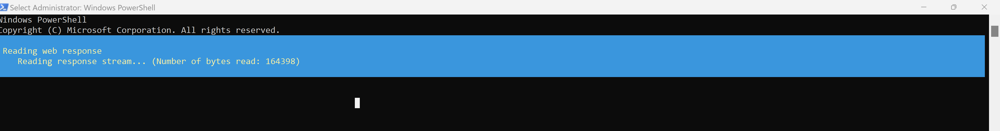 Select Administrator: Windows PowerShell
Windows PowerShell
Copyright (C) Microsoft Corporation. All rights reserved.
Reading web response
Reading response stream... (Number of bytes read: 164398)